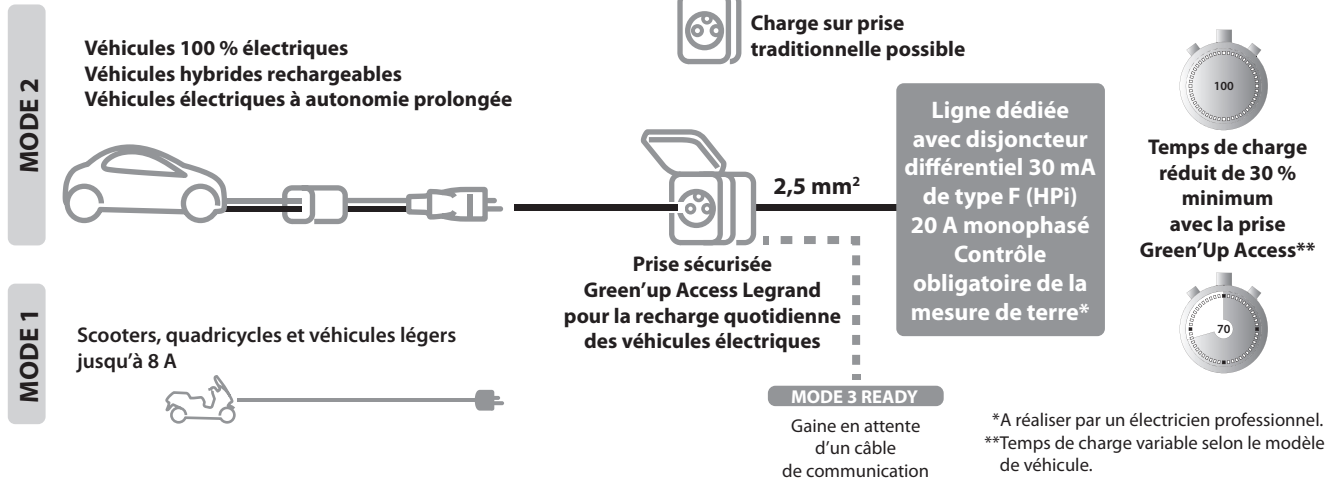 MODE 2
Véhicules 100 % électriques
Véhicules hybrides rechargeables
Véhicules électriques à autonomie prolongée
Charge sur prise
traditionnelle possible
2,5 mm²
Prise sécurisée
Green’up Access Legrand
pour la recharge quotidienne
des véhicules électriques
Ligne dédiée
avec disjoncteur
différentiel 30 mA
de type F (HPi)
20 A monophasé
Contrôle
obligatoire de la
mesure de terre*
100
Temps de charge
réduit de 30 %
minimum
avec la prise
Green’Up Access**
70
MODE 1
Scooters, quadricycles et véhicules légers
jusqu’à 8 A
MODE 3 READY
Gaine en attente
d’un câble
de communication
*A réaliser par un électricien professionnel.
**Temps de charge variable selon le modèle
de véhicule.